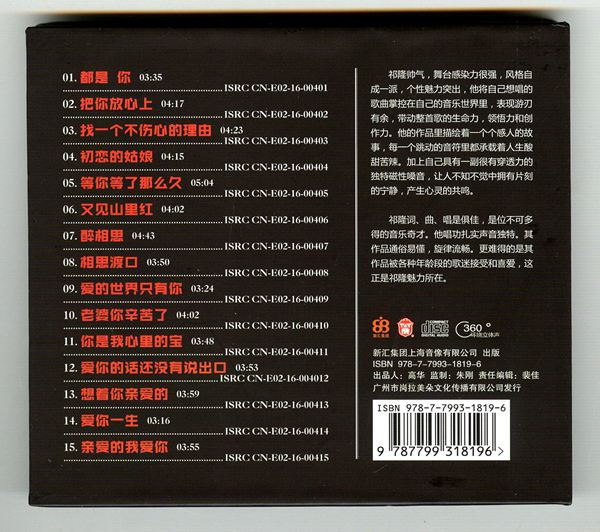 01. 都是 你 03:35
ISRC CN-E02-16-00401
02. 把你放心上 04:17
ISRC CN-E02-16-00402
03. 找一个不伤心的理由 04:23
ISRC CN-E02-16-00403
04. 初恋的姑娘 04:15
ISRC CN-E02-16-00404
05. 等你等了那么久 05:04
ISRC CN-E02-16-00405
06. 又见山里红 04:02
ISRC CN-E02-16-00406
07. 醉相思 04:43
ISRC CN-E02-16-00407
08. 相思渡口 03:50
ISRC CN-E02-16-00408
09. 爱的世界只有你 03:24
ISRC CN-E02-16-00409
10. 老婆你辛苦了 04:02
ISRC CN-E02-16-00410
11. 你是我心里的宝 03:48
ISRC CN-E02-16-00411
12. 爱你的话还没有说出口 03:53
ISRC CN-E02-16-004012
13. 想着你亲爱的 03:59
ISRC CN-E02-16-00413
14. 爱你一生 03:16
ISRC CN-E02-16-00414
15. 亲爱的我爱你 03:55
ISRC CN-E02-16-00415
祁隆帅气，舞台感染力很强，风格自
成一派，个性魅力突出，他将自己想唱的
歌曲掌控在自己的音乐世界里，表现游刃
有余，带动整首歌的生命力，领悟力和创
作力。他的作品里描绘着一个个感人的故
事，每一个跳动的音符里都承载着人生酸
甜苦辣。加上自己具有一副很有穿透力的
独特磁性嗓音，让人不知不觉中拥有片刻
的宁静，产生心灵的共鸣。
祁隆词、曲、唱是俱佳，是位不可多
得的音乐奇才。他唱功扎实声音独特。其
作品通俗易懂，旋律流畅。更难得的是其
作品被各种年龄段的歌迷接受和喜爱，这
正是祁隆魅力所在。
新汇集团
COMPACT
disc
DIGITAL AUDIO
360°
环绕立体声
新汇集团上海音像有限公司 出版
ISBN 978-7-7993-1819-6
出品人：高华 监制：朱刚 责任编辑：裴佳
广州市岗拉美朵文化传播有限公司发行
ISBN 978-7-7993-1819-6
9 787799 318196 >